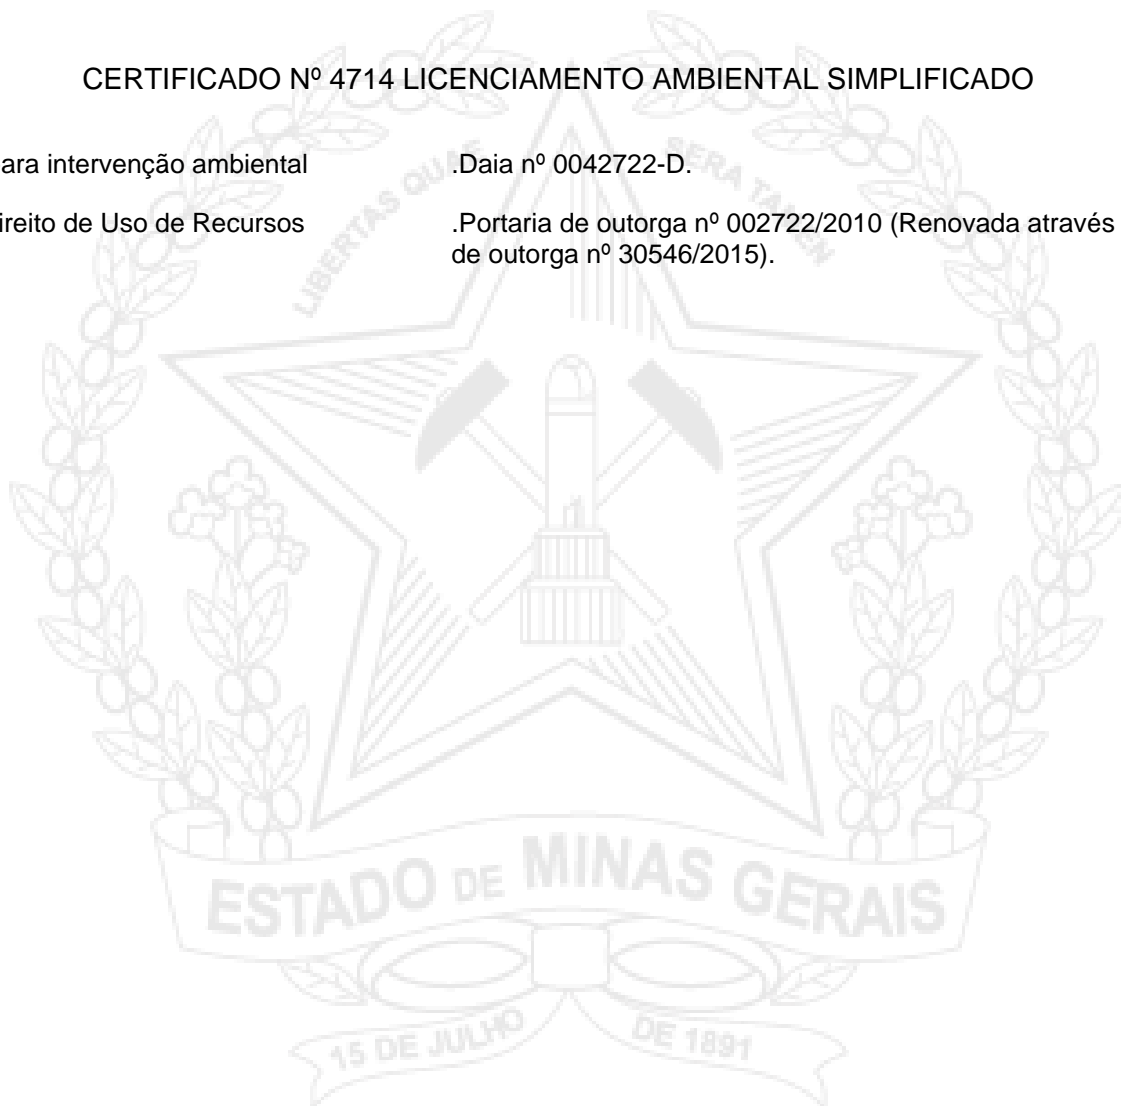 CERTIFICADO Nº 4714 LICENCIAMENTO AMBIENTAL SIMPLIFICADO
ara intervenção ambiental .Daia nº 0042722-D.
ireito de Uso de Recursos .Portaria de outorga nº 002722/2010 (Renovada através
de outorga nº 30546/2015).
LIBERTAS QUAE SERA TAMEN
ESTADO DE MINAS GERAIS
15 DE JULHO DE 1891